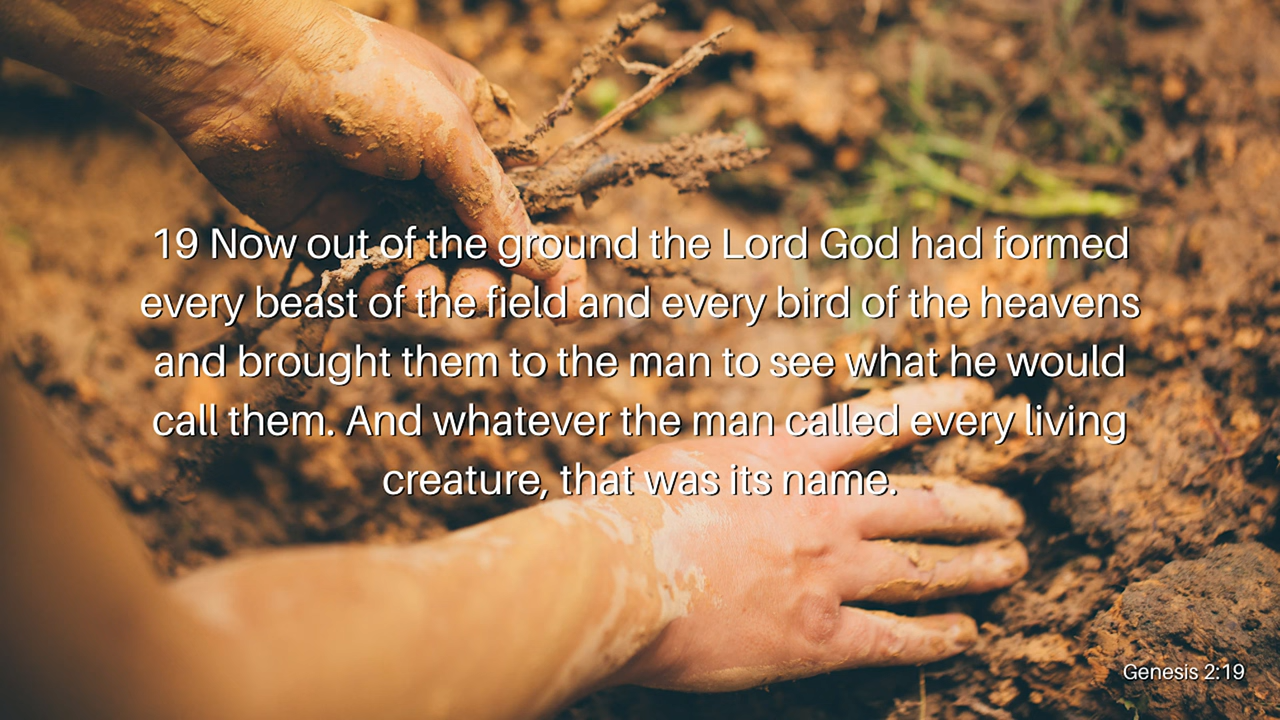 19 Now out of the ground the Lord God had formed
every beast of the field and every bird of the heavens
and brought them to the man to see what he would
call them. And whatever the man called every living
creature, that was its name.
Genesis 2:19